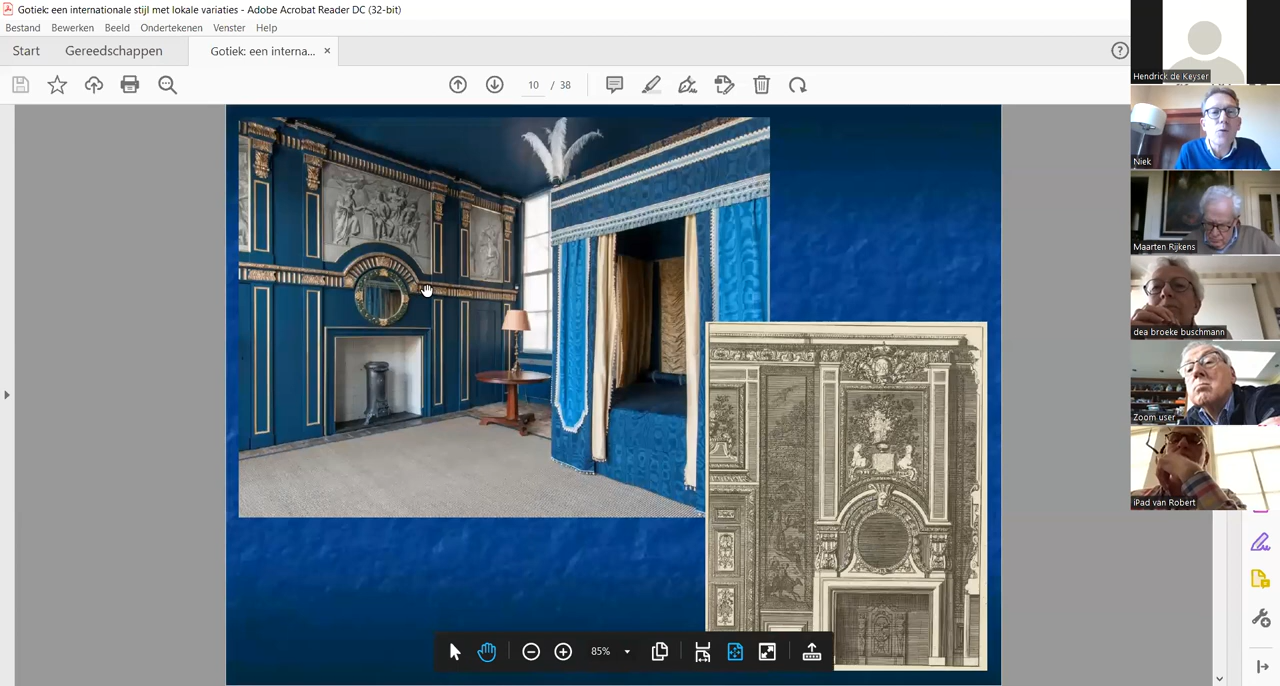 Gotiek: een internationale stijl met lokale variaties - Adobe Acrobat Reader DC (32-bit)
Bestand Bewerken Beeld Ondertekenen Venster Help
Start Gereedschappen Gotiek: een interna... ×
10 / 38
Hendrick de Keyser
Niek
Maarten Rijkens
dea broeke buschmann
Zoom user
iPad van Robert
85%